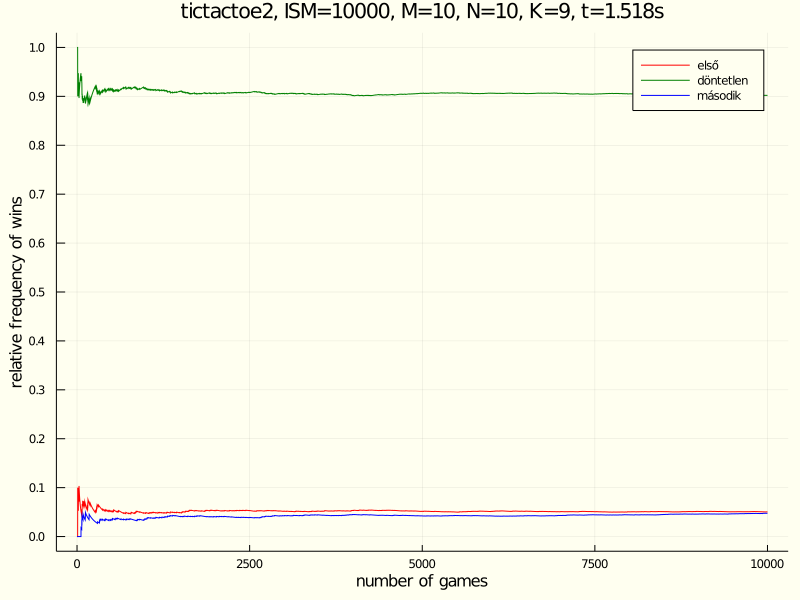 tictactoe2, ISM=10000, M=10, N=10, K=9, t=1.518s
relative frequency of wins
1.0
0.9
0.8
0.7
0.6
0.5
0.4
0.3
0.2
0.1
0.0
első
döntetlen
második
0
2500
5000
7500
10000
number of games